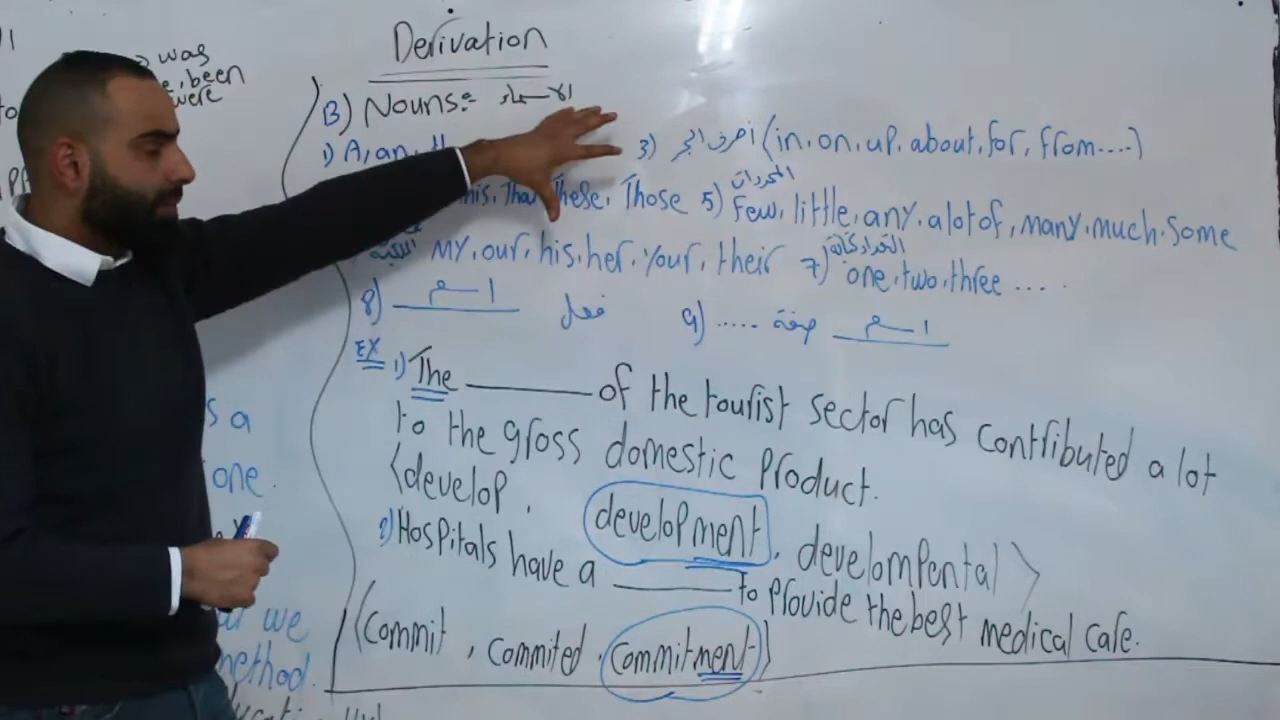 was
been
were
Derivation
B) Nouns: الاسماء
1) A, an,
3) احرف الجر (in, on, up, about, for, from....)
These, Those 5) المحددات Few, little, any, a lot of, many, much, some
My, our, his, her, your, their 7) one, two, three ....
8) اسم فعل 9) ..... صفة اسم
EX 1) The ______ of the tourist sector has contributed a lot
to the gross domestic product.
<develop, development, develompental>
2) Hospitals have a ______ to provide the best medical care.
(Commit, commited, commitment)
s a
one.
we
method.